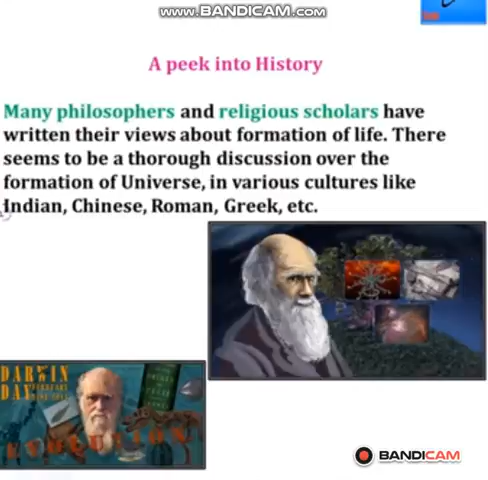 www.BANDICAM.com
A peek into History
Many philosophers and religious scholars have
written their views about formation of life. There
seems to be a thorough discussion over the
formation of Universe, in various cultures like
Indian, Chinese, Roman, Greek, etc.
DARWIN
DAY
EVOLUTION
BANDICAM